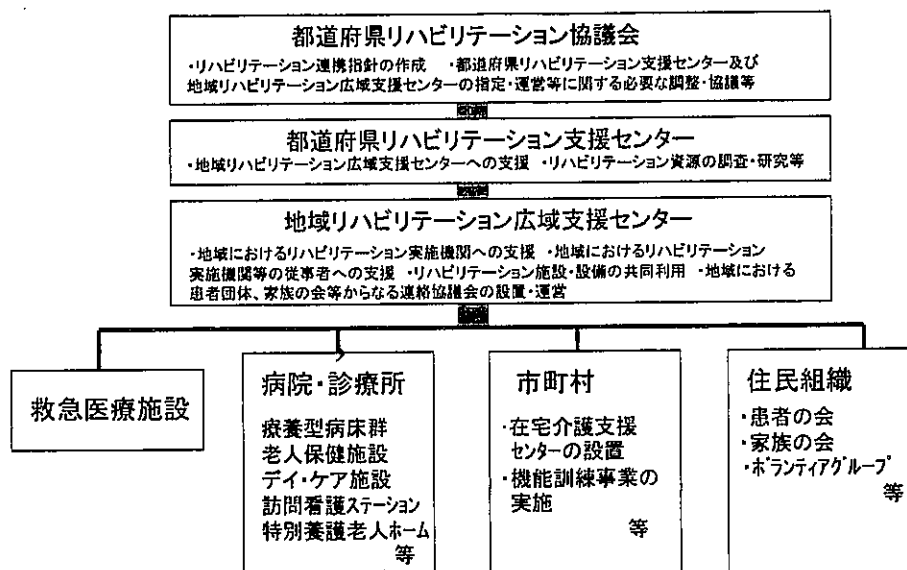 都道府県リハビリテーション協議会
・リハビリテーション連携指針の作成　・都道府県リハビリテーション支援センター及び
地域リハビリテーション広域支援センターの指定・運営等に関する必要な調整・協議等
都道府県リハビリテーション支援センター
・地域リハビリテーション広域支援センターへの支援　・リハビリテーション資源の調査・研究等
地域リハビリテーション広域支援センター
・地域におけるリハビリテーション実施機関への支援　・地域におけるリハビリテーション
実施機関等の従事者への支援　・リハビリテーション施設・設備の共同利用　・地域における
患者団体、家族の会等からなる連絡協議会の設置・運営
救急医療施設
病院・診療所
療養型病床群
老人保健施設
デイ・ケア施設
訪問看護ステーション
特別養護老人ホーム
等
市町村
・在宅介護支援
センターの設置
・機能訓練事業の
実施
等
住民組織
・患者の会
・家族の会
・ボランティアグループ
等